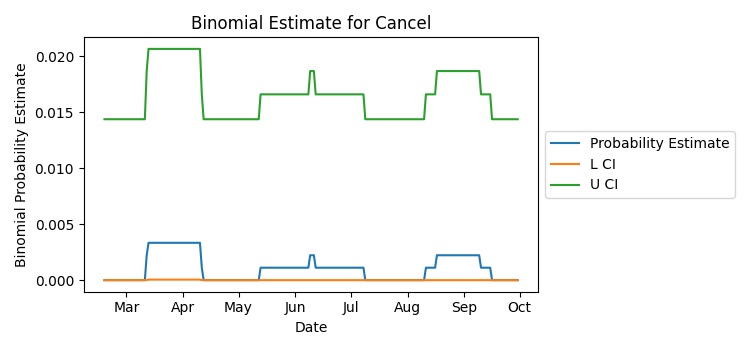 Binomial Estimate for Cancel
Binomial Probability Estimate
0.020
0.015
0.010
0.005
0.000
Mar Apr May Jun Jul Aug Sep Oct
Date
Probability Estimate
L CI
U CI